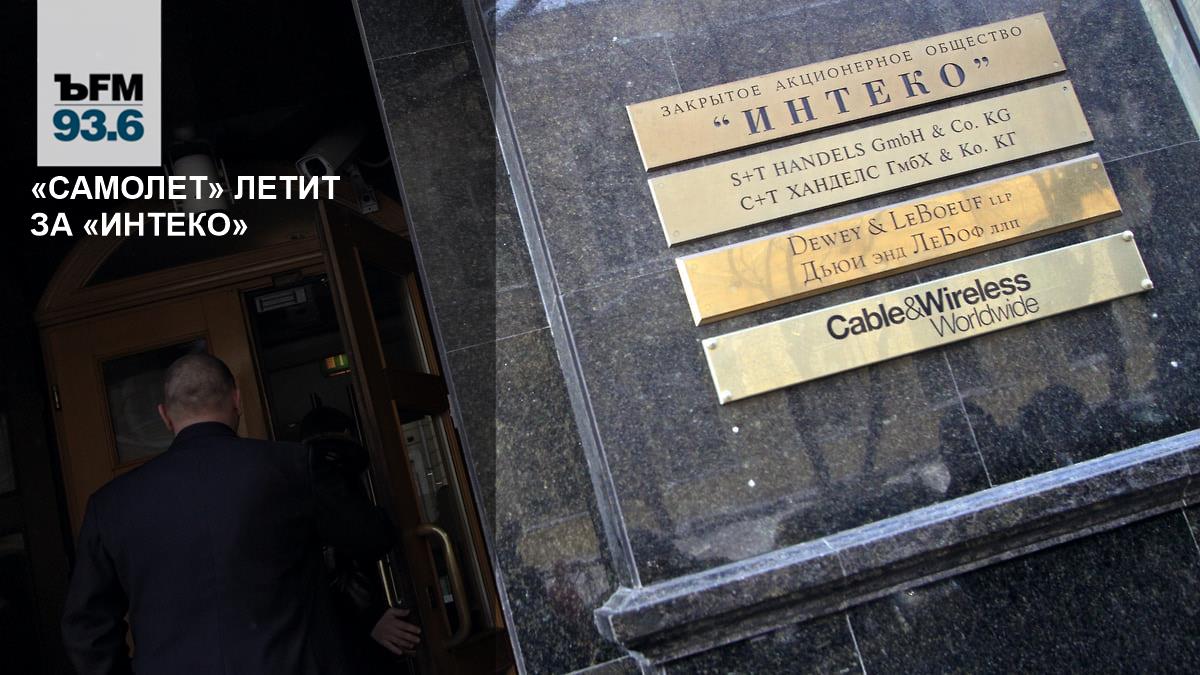 ЪFM
93.6
«САМОЛЕТ» ЛЕТИТ
ЗА «ИНТЕКО»
ЗАКРЫТОЕ АКЦИОНЕРНОЕ ОБЩЕСТВО
“ИНТЕКО”
S+T HANDELS GmbH & Co. KG
С+Т ХАНДЕЛС ГмбХ & Ко. КГ
DEWEY & LEBOEUF LLP
ДЬЮИ ЭНД ЛЕБОФ ЛЛП
Cable&Wireless
Worldwide